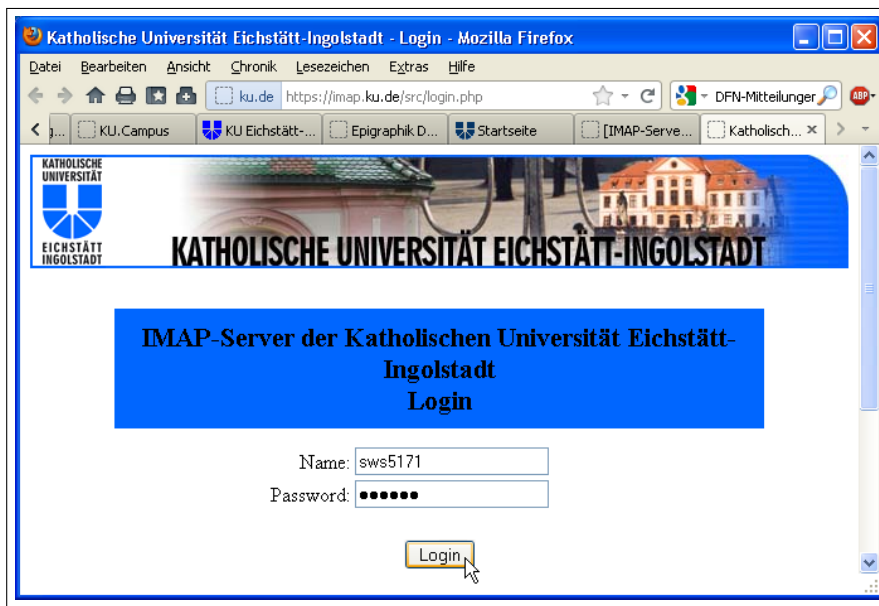 Katholische Universität Eichstätt-Ingolstadt - Login - Mozilla Firefox
Datei Bearbeiten Ansicht Chronik Lesezeichen Extras Hilfe
ku.de https://imap.ku.de/src/login.php DFN-Mitteilunger ABP
KU.Campus KU Eichstätt-... Epigraphik D... Startseite [IMAP-Serve... Katholisch...
KATHOLISCHE
UNIVERSITÄT
EICHSTÄTT
INGOLSTADT
KATHOLISCHE UNIVERSITÄT EICHSTÄTT-INGOLSTADT
IMAP-Server der Katholischen Universität Eichstätt-
Ingolstadt
Login
Name: sws5171
Password: ●●●●●●
Login